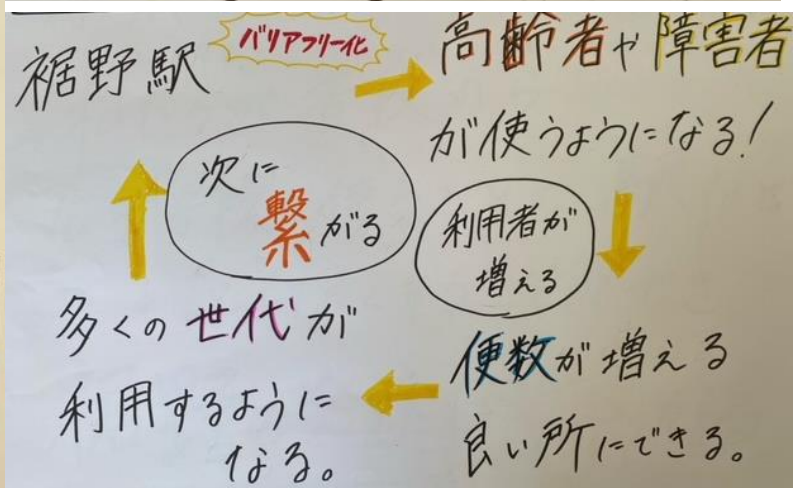 裾野駅
バリアフリー化
高齢者や障害者
が使うようになる!
利用者が
増える
便数が増える
良い所にできる。
多くの世代が
利用するように
なる。
次に
繋がる